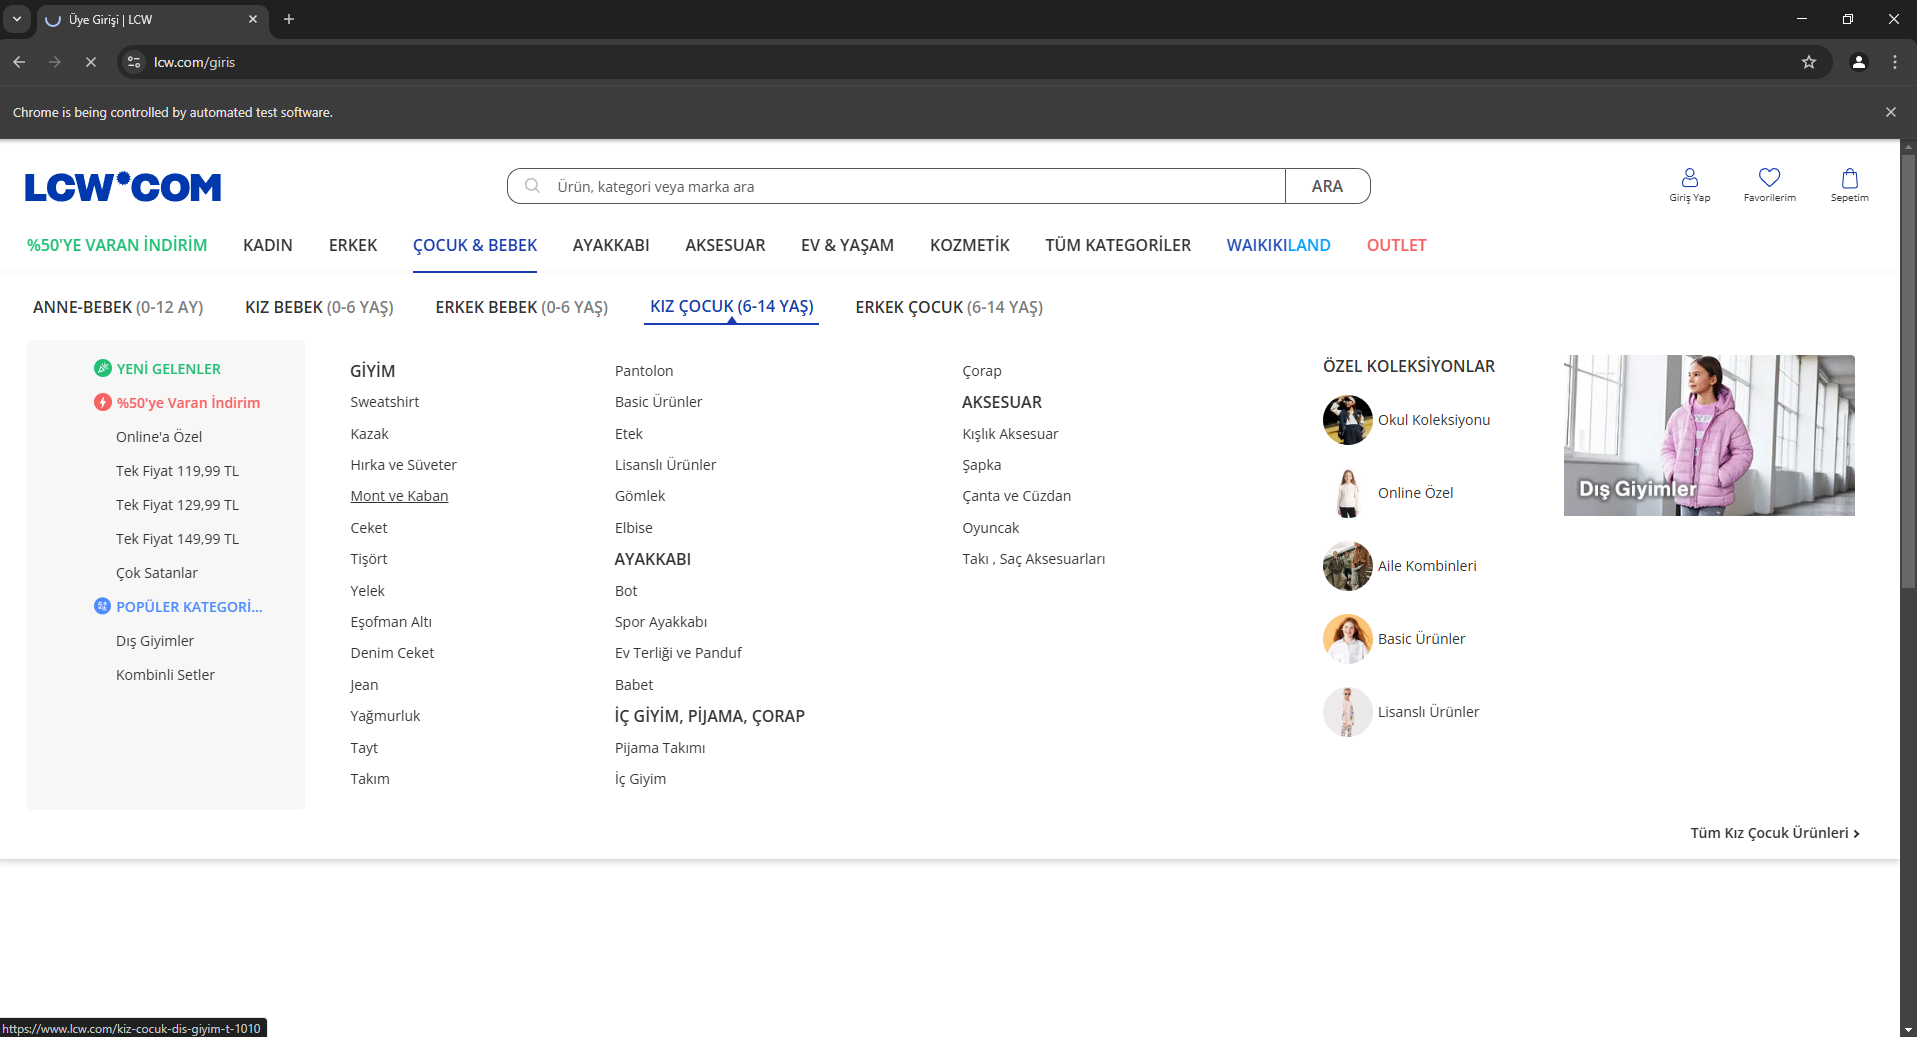 Üye Girişi | LCW
lcw.com/giris
Chrome is being controlled by automated test software.
LCW COM
Ürün, kategori veya marka ara
ARA
Giriş Yap
Favorilerim
Sepetim
%50'YE VARAN İNDİRİM
KADIN
ERKEK
ÇOCUK & BEBEK
AYAKKABI
AKSESUAR
EV & YAŞAM
KOZMETİK
TÜM KATEGORİLER
WAIKIKILAND
OUTLET
ANNE-BEBEK (0-12 AY)
KIZ BEBEK (0-6 YAŞ)
ERKEK BEBEK (0-6 YAŞ)
KIZ ÇOCUK (6-14 YAŞ)
ERKEK ÇOCUK (6-14 YAŞ)
YENİ GELENLER
%50'ye Varan İndirim
Online'a Özel
Tek Fiyat 119,99 TL
Tek Fiyat 129,99 TL
Tek Fiyat 149,99 TL
Çok Satanlar
POPÜLER KATEGORİ...
Dış Giyimler
Kombinli Setler
GİYİM
Sweatshirt
Kazak
Hırka ve Süveter
Mont ve Kaban
Ceket
Tişört
Yelek
Eşofman Altı
Denim Ceket
Jean
Yağmurluk
Tayt
Takım
Pantolon
Basic Ürünler
Etek
Lisanslı Ürünler
Gömlek
Elbise
AYAKKABI
Bot
Spor Ayakkabı
Ev Terliği ve Panduf
Babet
İÇ GİYİM, PİJAMA, ÇORAP
Pijama Takımı
İç Giyim
Çorap
AKSESUAR
Kışlık Aksesuar
Şapka
Çanta ve Cüzdan
Oyuncak
Takı , Saç Aksesuarları
ÖZEL KOLEKSİYONLAR
Okul Koleksiyonu
Online Özel
Aile Kombinleri
Basic Ürünler
Lisanslı Ürünler
Dış Giyimler
Tüm Kız Çocuk Ürünleri
https://www.lcw.com/kiz-cocuk-dis-giyim-t-1010